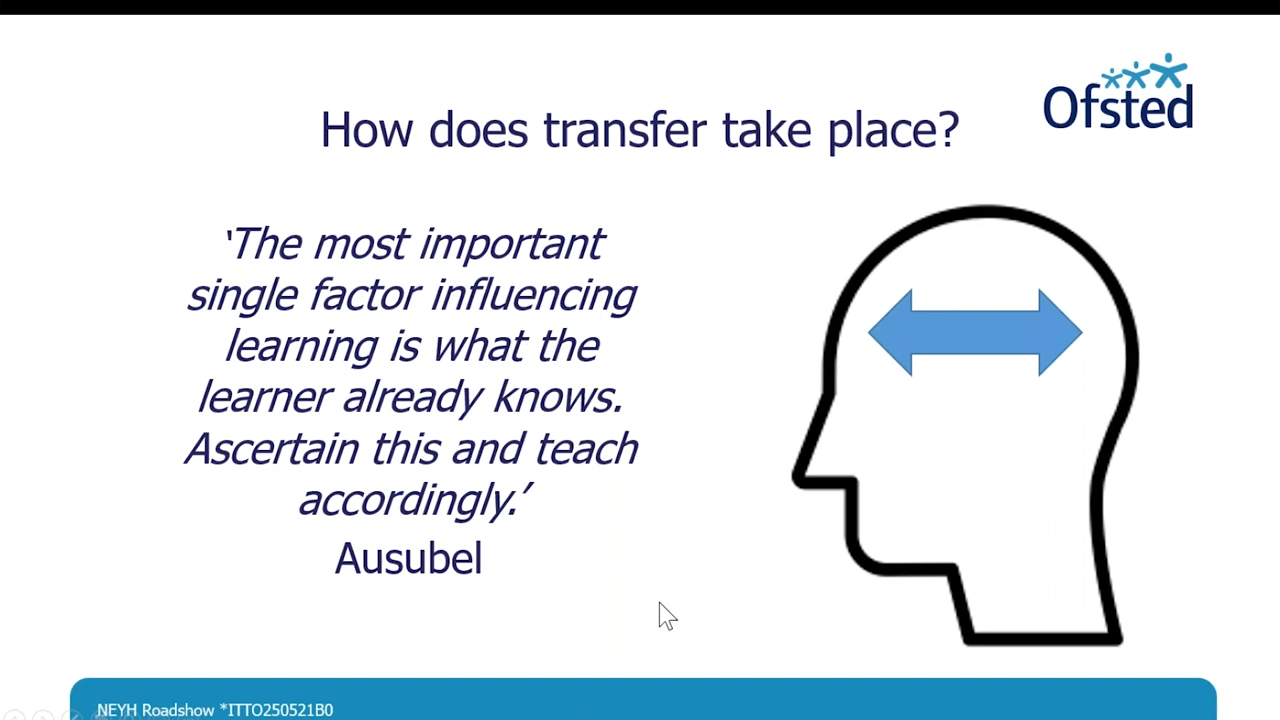 Ofsted
How does transfer take place?
‘The most important
single factor influencing
learning is what the
learner already knows.
Ascertain this and teach
accordingly.’
Ausubel
NEYH Roadshow *ITTO250521B0